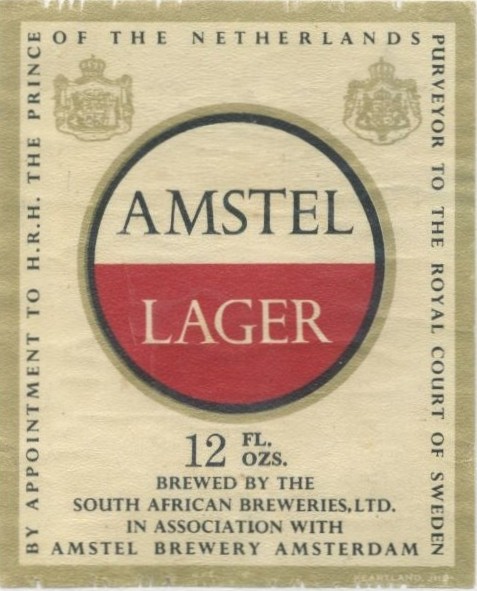 BY APPOINTMENT TO H.R.H. THE PRINCE
OF THE NETHERLANDS
PURVEYOR TO THE ROYAL COURT OF SWEDEN
AMSTEL
LAGER
12 FL.
OZS.
BREWED BY THE
SOUTH AFRICAN BREWERIES, LTD.
IN ASSOCIATION WITH
AMSTEL BREWERY AMSTERDAM
HEARTLAND,